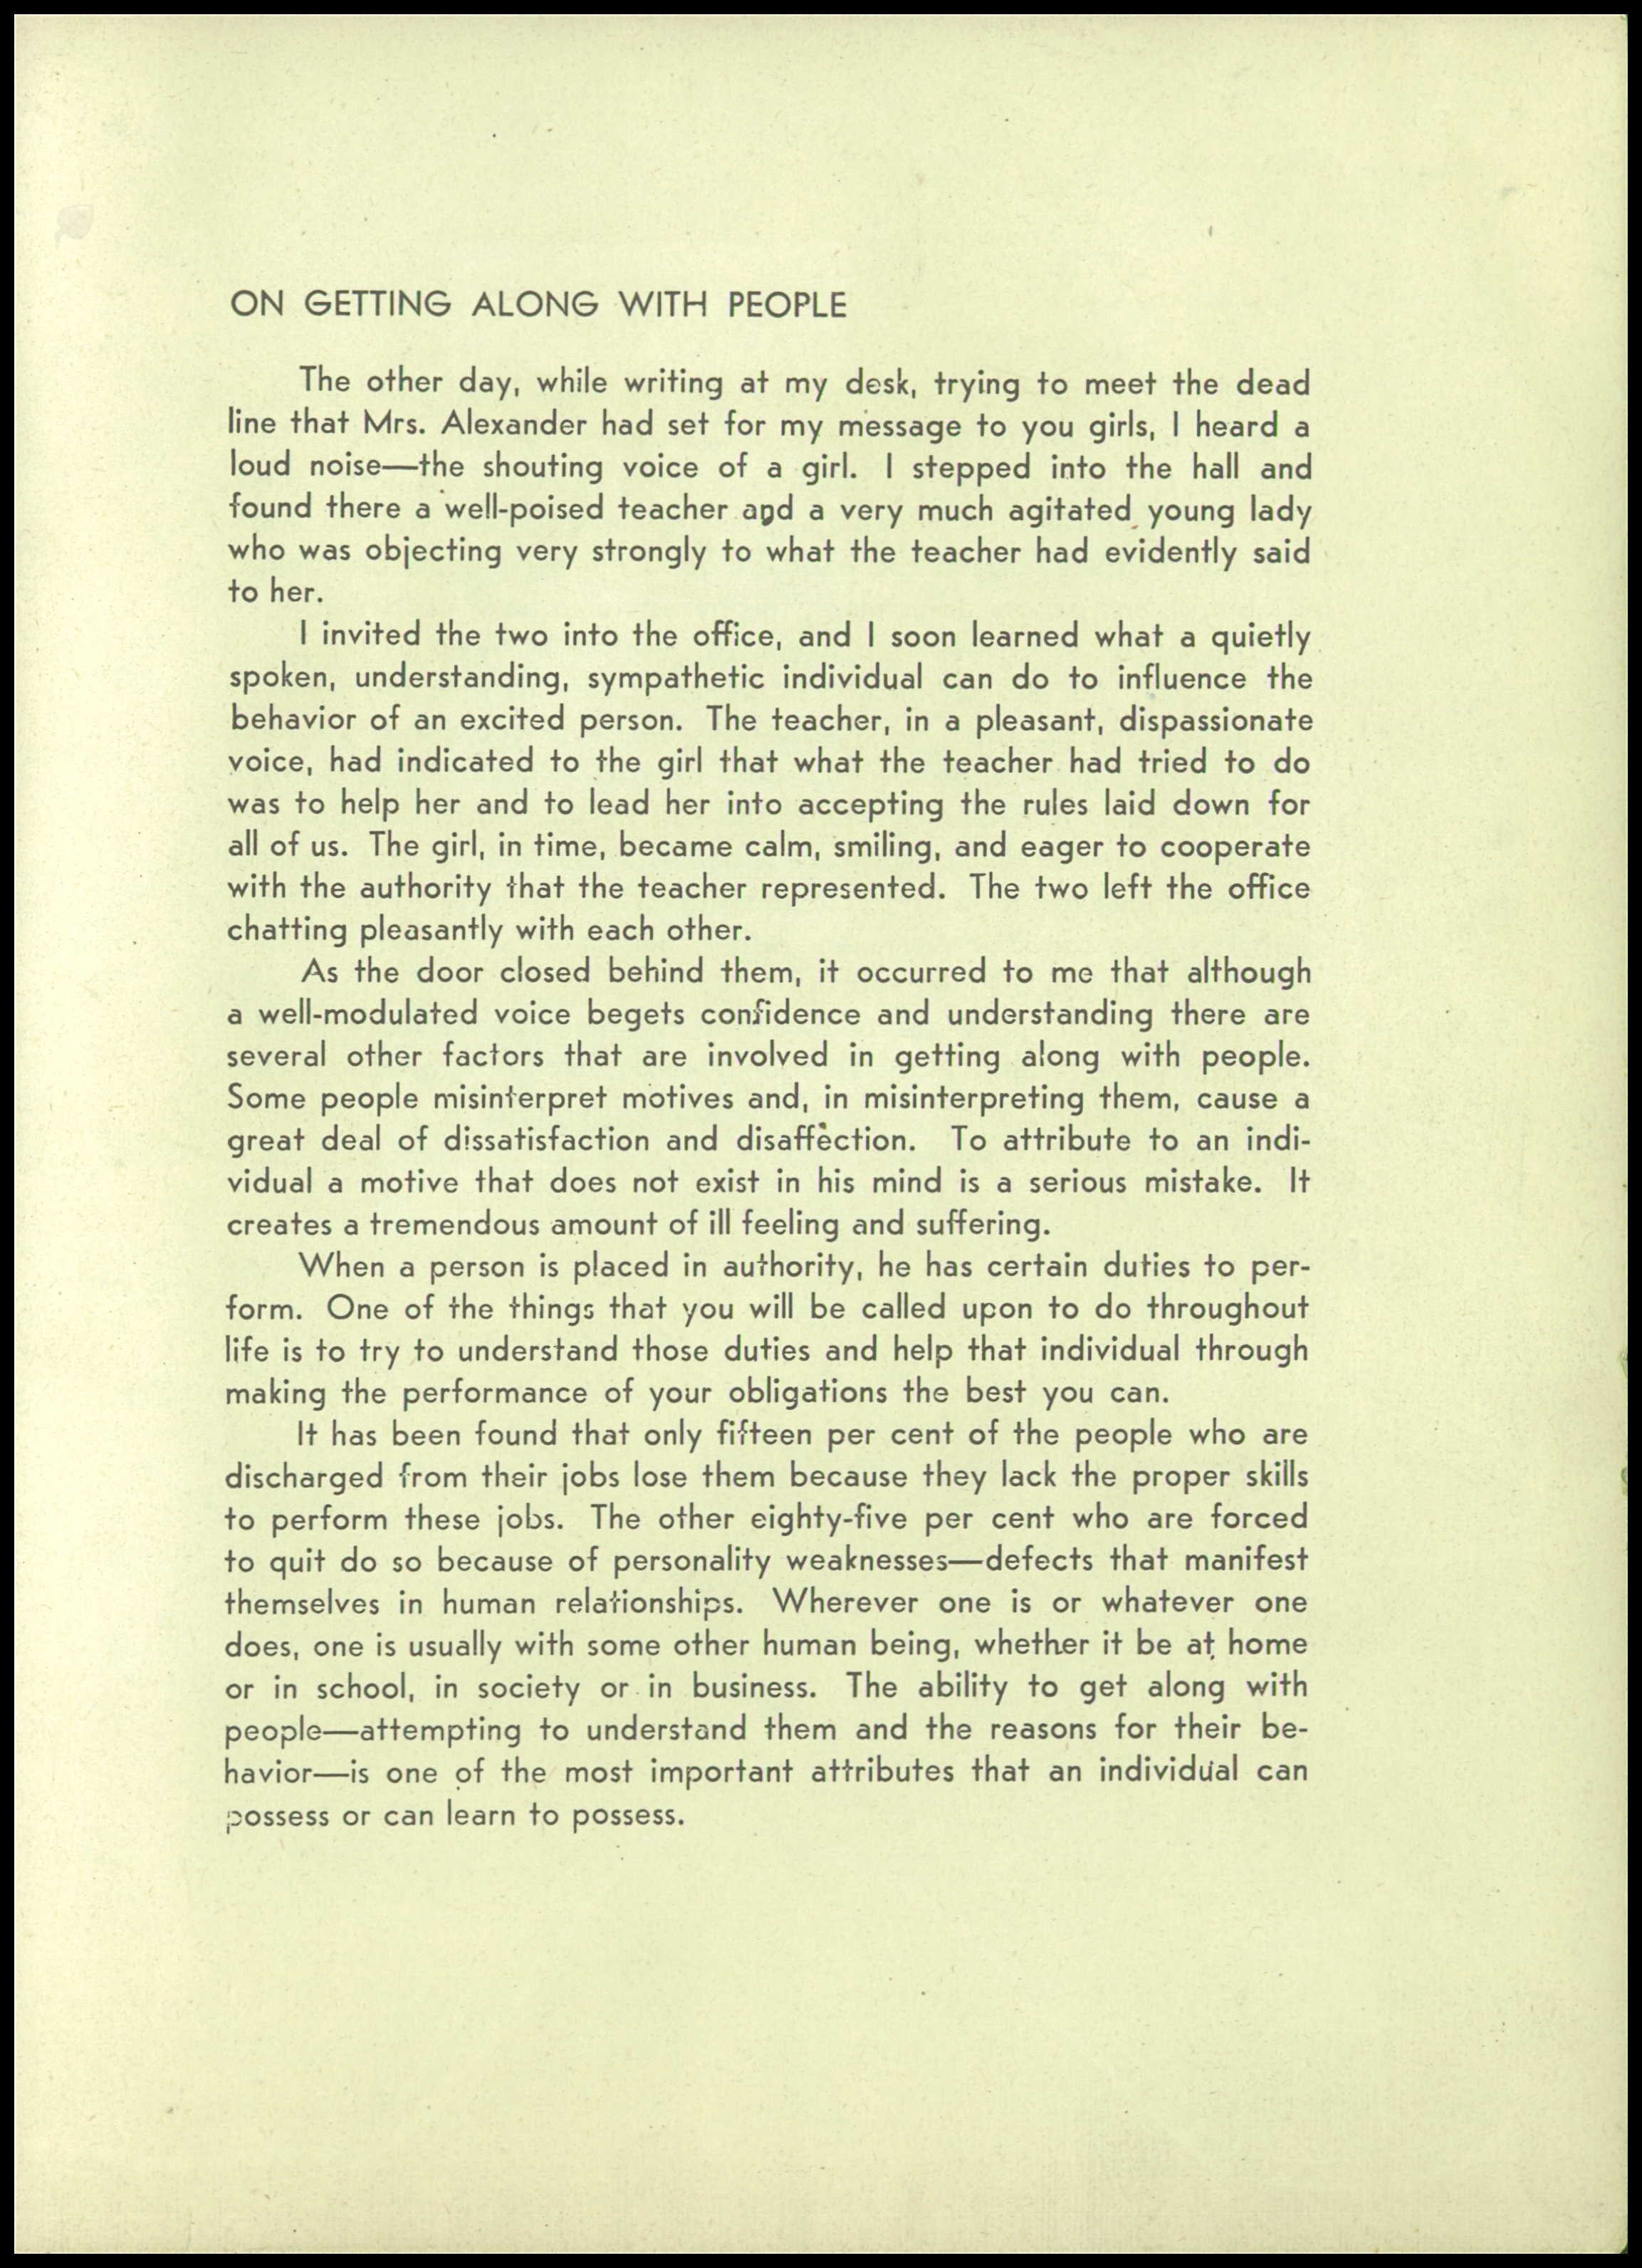 ON GETTING ALONG WITH PEOPLE
The other day, while writing at my desk, trying to meet the dead
line that Mrs. Alexander had set for my message to you girls, I heard a
loud noise—the shouting voice of a girl. I stepped into the hall and
found there a well-poised teacher and a very much agitated young lady
who was objecting very strongly to what the teacher had evidently said
to her.
I invited the two into the office, and I soon learned what a quietly
spoken, understanding, sympathetic individual can do to influence the
behavior of an excited person. The teacher, in a pleasant, dispassionate
voice, had indicated to the girl that what the teacher had tried to do
was to help her and to lead her into accepting the rules laid down for
all of us. The girl, in time, became calm, smiling, and eager to cooperate
with the authority that the teacher represented. The two left the office
chatting pleasantly with each other.
As the door closed behind them, it occurred to me that although
a well-modulated voice begets confidence and understanding there are
several other factors that are involved in getting along with people.
Some people misinterpret motives and, in misinterpreting them, cause a
great deal of dissatisfaction and disaffection. To attribute to an indi-
vidual a motive that does not exist in his mind is a serious mistake. It
creates a tremendous amount of ill feeling and suffering.
When a person is placed in authority, he has certain duties to per-
form. One of the things that you will be called upon to do throughout
life is to try to understand those duties and help that individual through
making the performance of your obligations the best you can.
It has been found that only fifteen per cent of the people who are
discharged from their jobs lose them because they lack the proper skills
to perform these jobs. The other eighty-five per cent who are forced
to quit do so because of personality weaknesses—defects that manifest
themselves in human relationships. Wherever one is or whatever one
does, one is usually with some other human being, whether it be at home
or in school, in society or in business. The ability to get along with
people—attempting to understand them and the reasons for their be-
havior—is one of the most important attributes that an individual can
possess or can learn to possess.